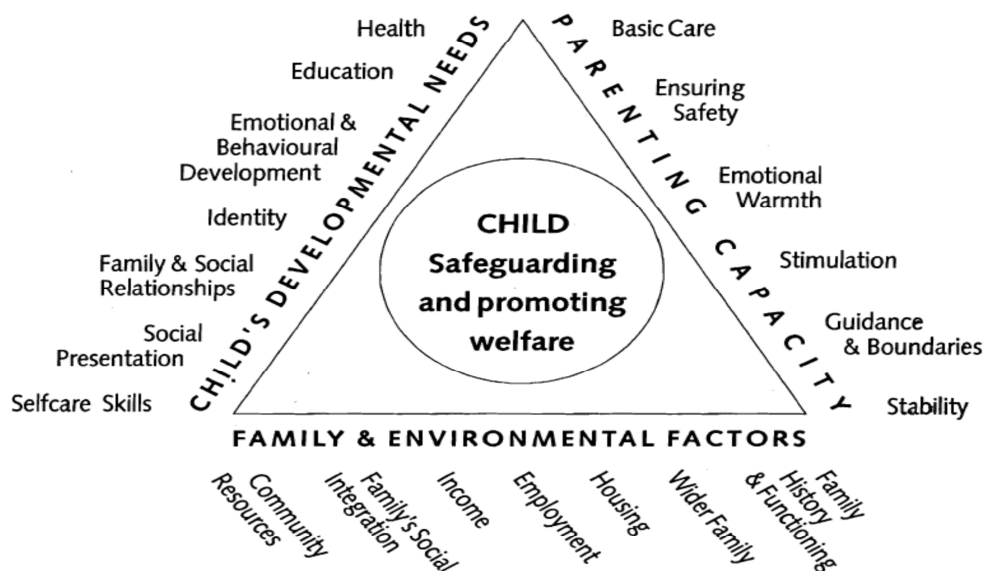 Health
Education
Emotional &
Behavioural
Development
Identity
Family & Social
Relationships
Social
Presentation
Selfcare Skills
CHILD'S DEVELOPMENTAL NEEDS
PARENTING CAPACITY
Basic Care
Ensuring
Safety
Emotional
Warmth
Stimulation
Guidance
& Boundaries
Stability
CHILD
Safeguarding
and promoting
welfare
FAMILY & ENVIRONMENTAL FACTORS
Community
Resources
Family's Social
Integration
Income
Employment
Housing
Wider Family
Family
History
& Functioning